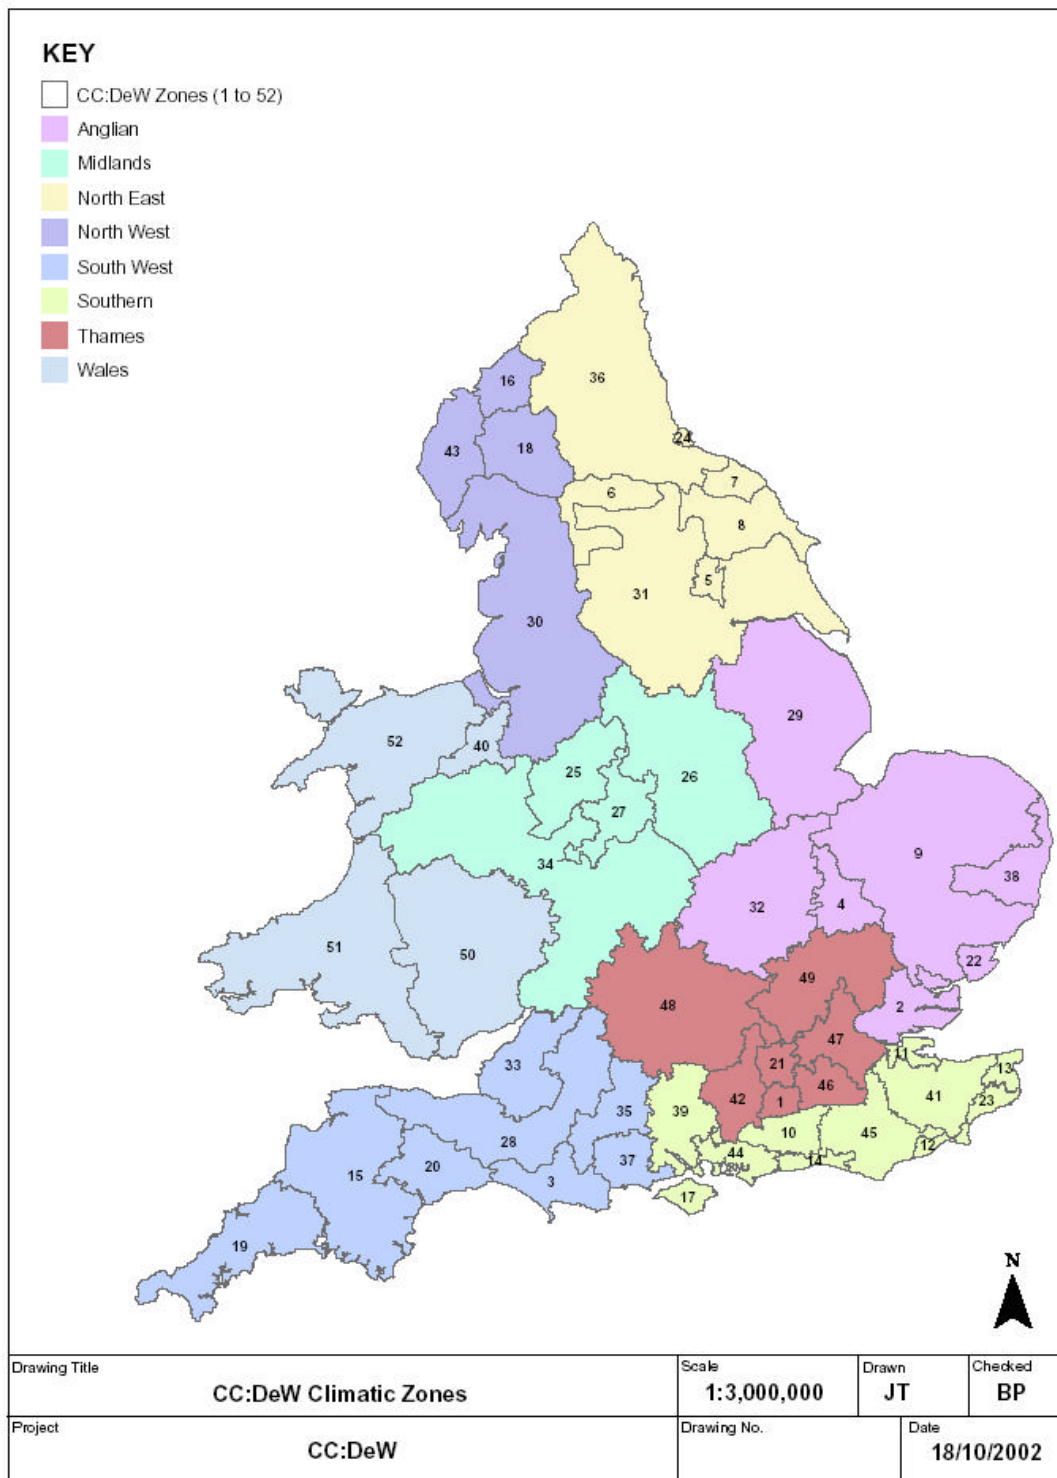 KEY
CC:DeW Zones (1 to 52)
Anglian
Midlands
North East
North West
South West
Southern
Thames
Wales
36
16
24
43
18
7
6
8
5
31
30
29
52
40
25
26
27
9
34
38
32
4
51
50
22
49
48
2
47
11
21
33
13
46
41
42
1
23
39
35
10
45
12
28
44
14
37
20
15
3
17
19
N
Drawing Title
CC:DeW Climatic Zones
Scale
1:3,000,000
Drawn
JT
Checked
BP
Project
CC:DeW
Drawing No.
Date
18/10/2002